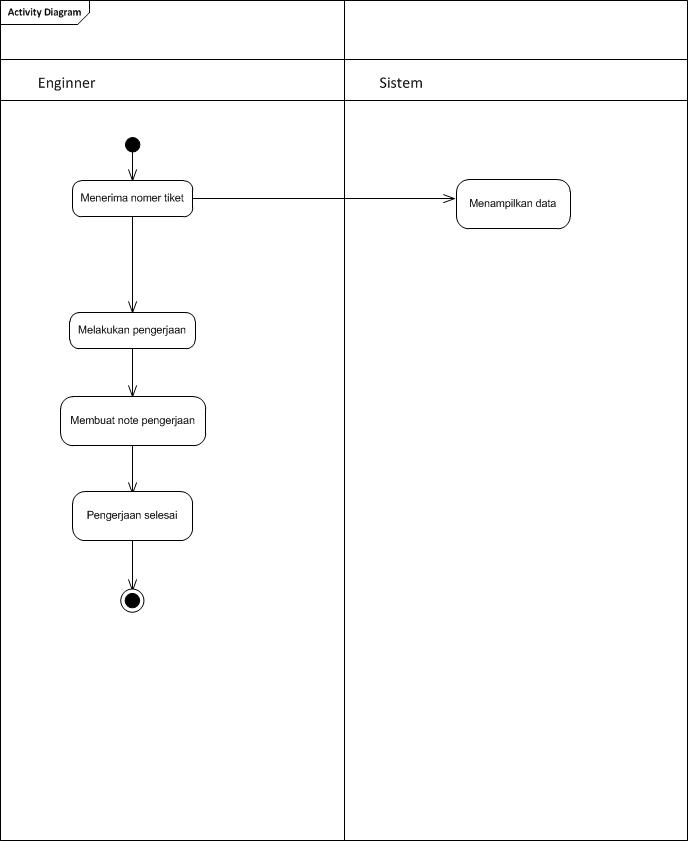 Activity Diagram
Enginner
Sistem
Menerima nomer tiket
Menampilkan data
Melakukan pengerjaan
Membuat note pengerjaan
Pengerjaan selesai